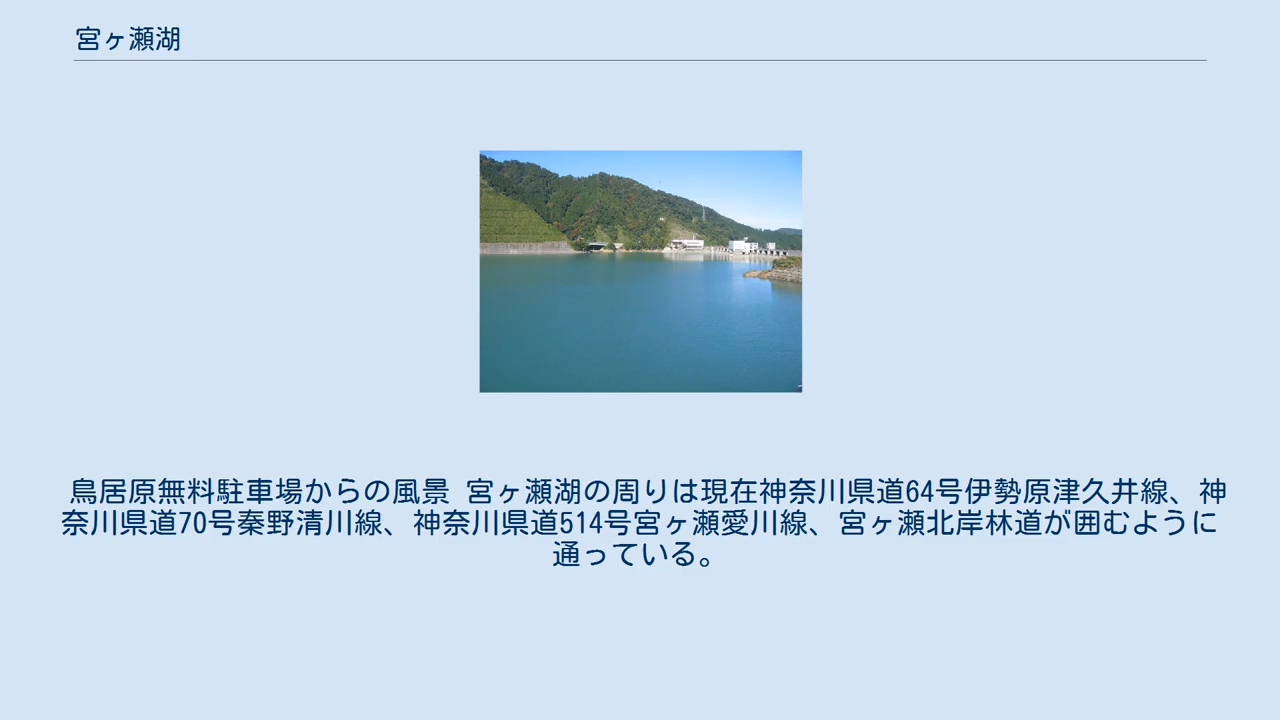 宮ヶ瀬湖
鳥居原無料駐車場からの風景 宮ヶ瀬湖の周りは現在神奈川県道64号伊勢原津久井線、神
奈川県道70号秦野清川線、神奈川県道514号宮ヶ瀬愛川線、宮ヶ瀬北岸林道が囲むように
通っている。